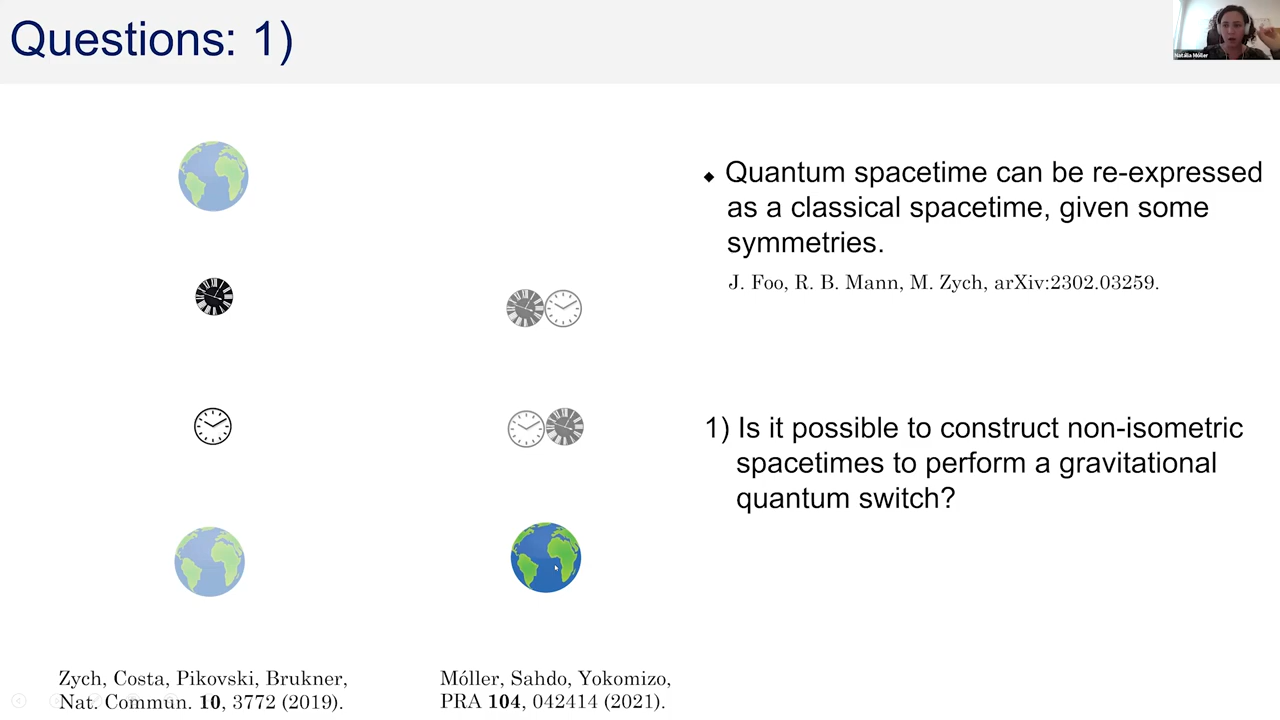 Questions: 1)
Natália Móller
Quantum spacetime can be re-expressed
as a classical spacetime, given some
symmetries.
J. Foo, R. B. Mann, M. Zych, arXiv:2302.03259.
1) Is it possible to construct non-isometric
spacetimes to perform a gravitational
quantum switch?
Zych, Costa, Pikovski, Brukner,
Nat. Commun. 10, 3772 (2019).
Móller, Sahdo, Yokomizo,
PRA 104, 042414 (2021).